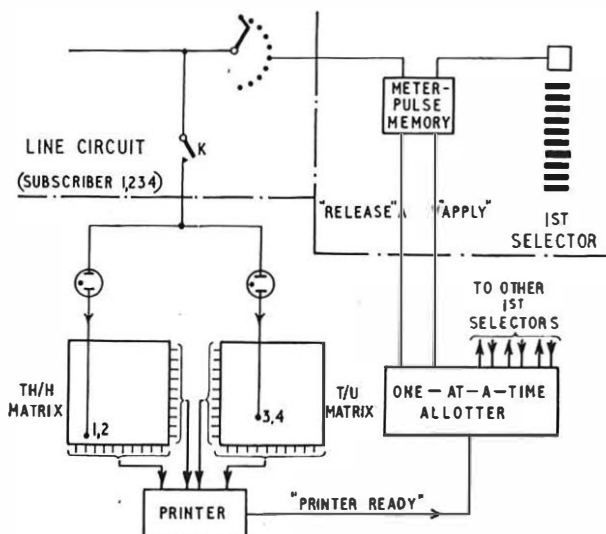 METER-
PULSE
MEMORY
K
LINE CIRCUIT
(SUBSCRIBER 1,234)
"RELEASE"
"APPLY"
1ST
SELECTOR
TO OTHER
1ST
SELECTORS
TH/H
MATRIX
1,2
3,4
T/U
MATRIX
ONE-AT-A-TIME
ALLOTTER
PRINTER
"PRINTER READY"